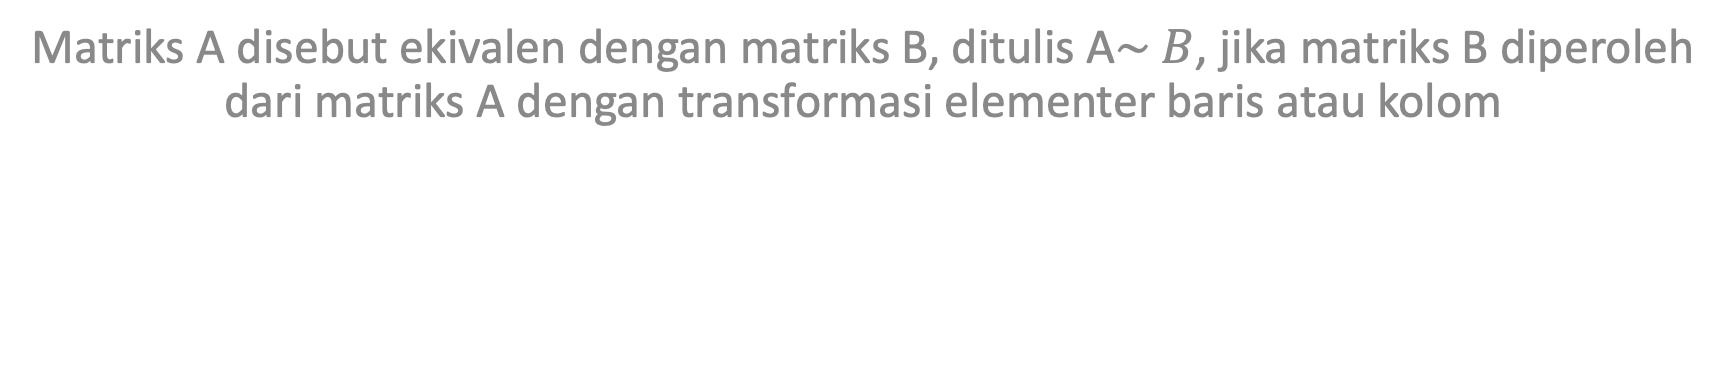 Matriks A disebut ekivalen dengan matriks B, ditulis A~ B, jika matriks B diperoleh
dari matriks A dengan transformasi elementer baris atau kolom